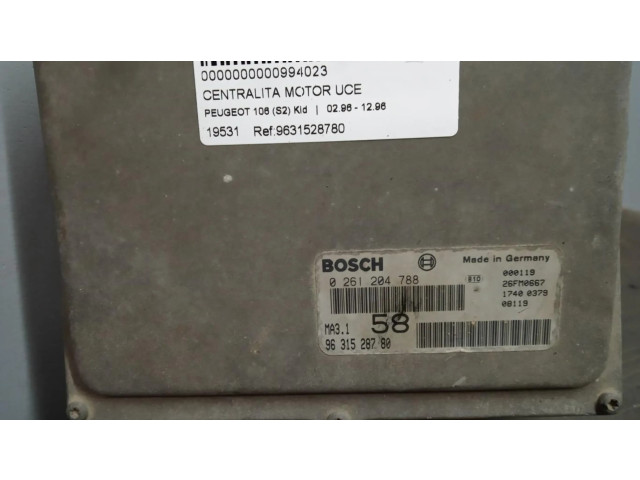 0000000000994023
CENTRALITA MOTOR UCE
PEUGEOT 106 (S2) Kid | 02.96 - 12.96
19531 Ref:9631528780
BOSCH Made in Germany
0 261 204 788 000119
26FM0667
1740 0379
08119
MA3.1 58
96 315 287 80